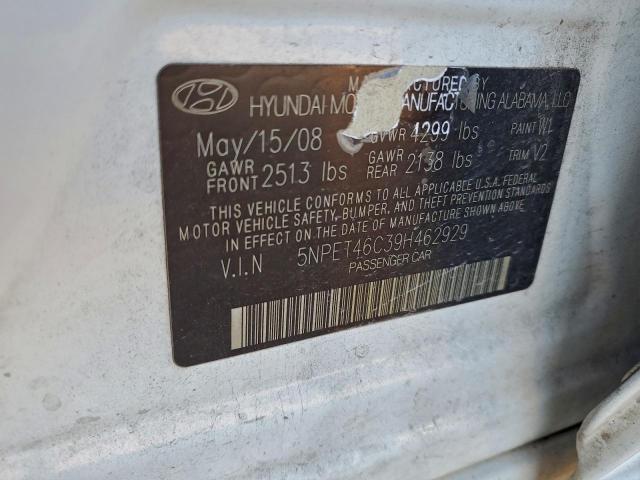 MANUFACTURED BY
HYUNDAI MOTOR MANUFACTURING ALABAMA, LLC
May/15/08 GVWR 4299 lbs PAINT W1
GAWR FRONT 2513 lbs GAWR REAR 2138 lbs TRIM V2
THIS VEHICLE CONFORMS TO ALL APPLICABLE U.S.A. FEDERAL
MOTOR VEHICLE SAFETY, BUMPER, AND THEFT PREVENTION
STANDARDS IN EFFECT ON THE DATE OF MANUFACTURE SHOWN ABOVE.
V.I.N 5NPET46C39H462929
PASSENGER CAR